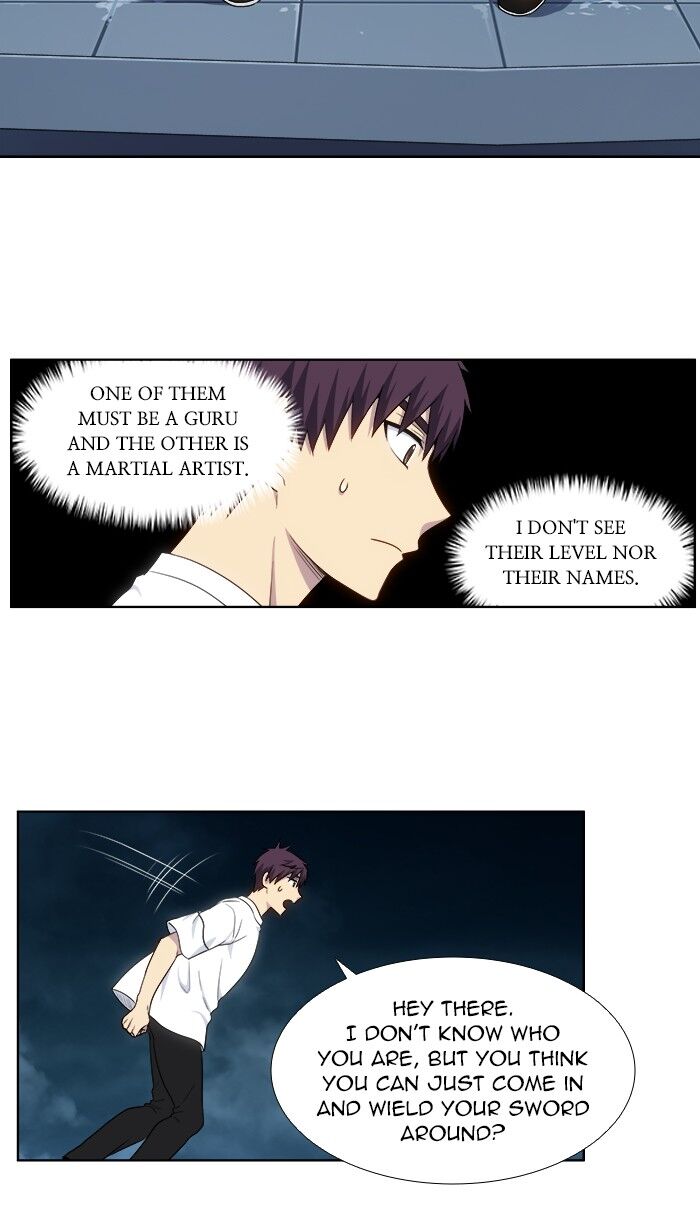 ONE OF THEM
MUST BE A GURU
AND THE OTHER IS
A MARTIAL ARTIST.
I DON'T SEE
THEIR LEVEL NOR
THEIR NAMES.
HEY THERE.
I DON'T KNOW WHO
YOU ARE, BUT YOU THINK
YOU CAN JUST COME IN
AND WIELD YOUR SWORD
AROUND?